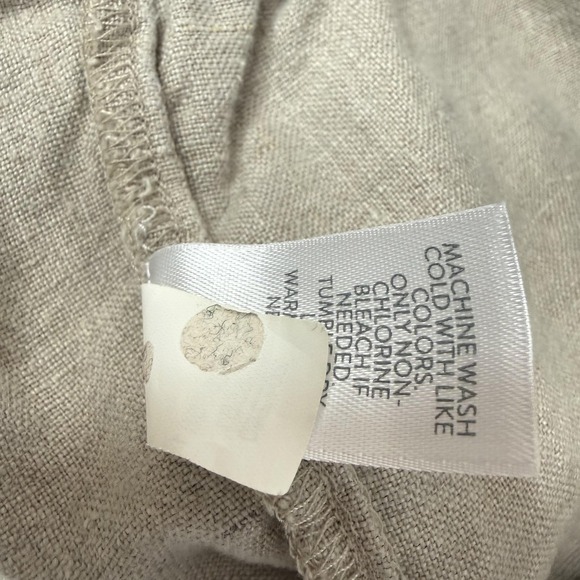 MACHINE WASH
COLD WITH LIKE
COLORS
ONLY NON-
CHLORINE
BLEACH IF
NEEDED